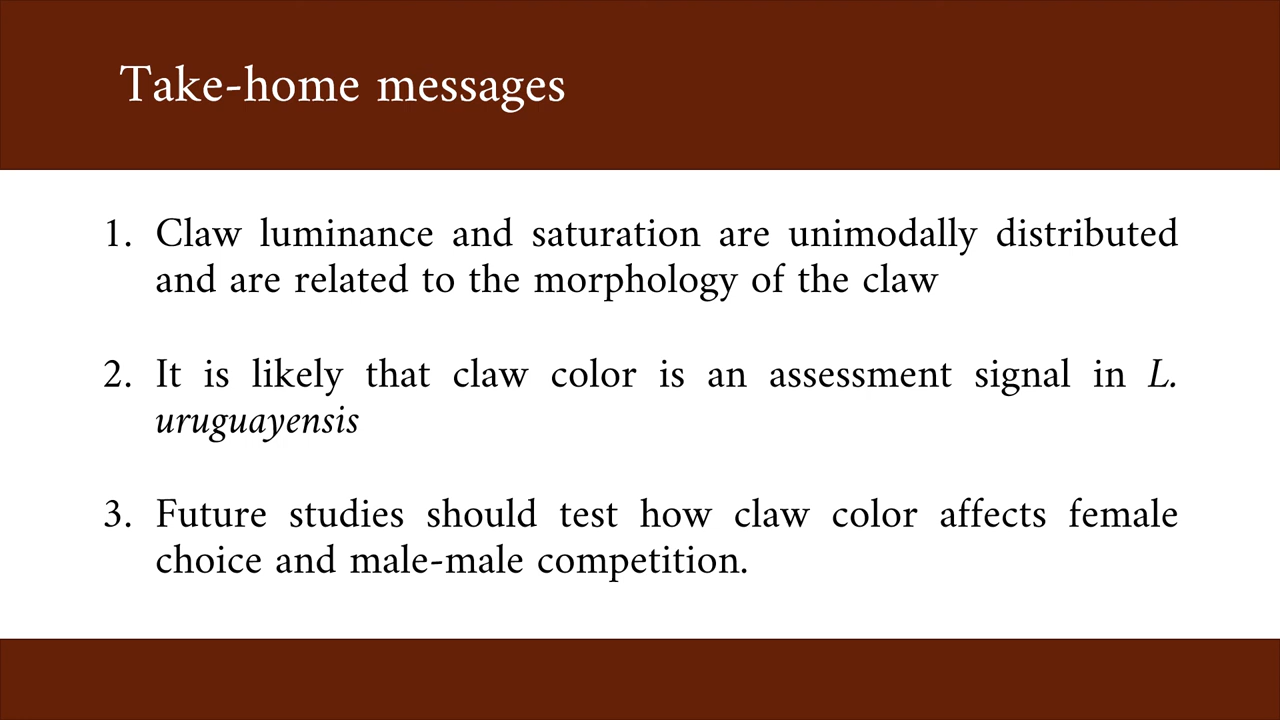 Take-home messages
1. Claw luminance and saturation are unimodally distributed
and are related to the morphology of the claw
2. It is likely that claw color is an assessment signal in L.
uruguayensis
3. Future studies should test how claw color affects female
choice and male-male competition.